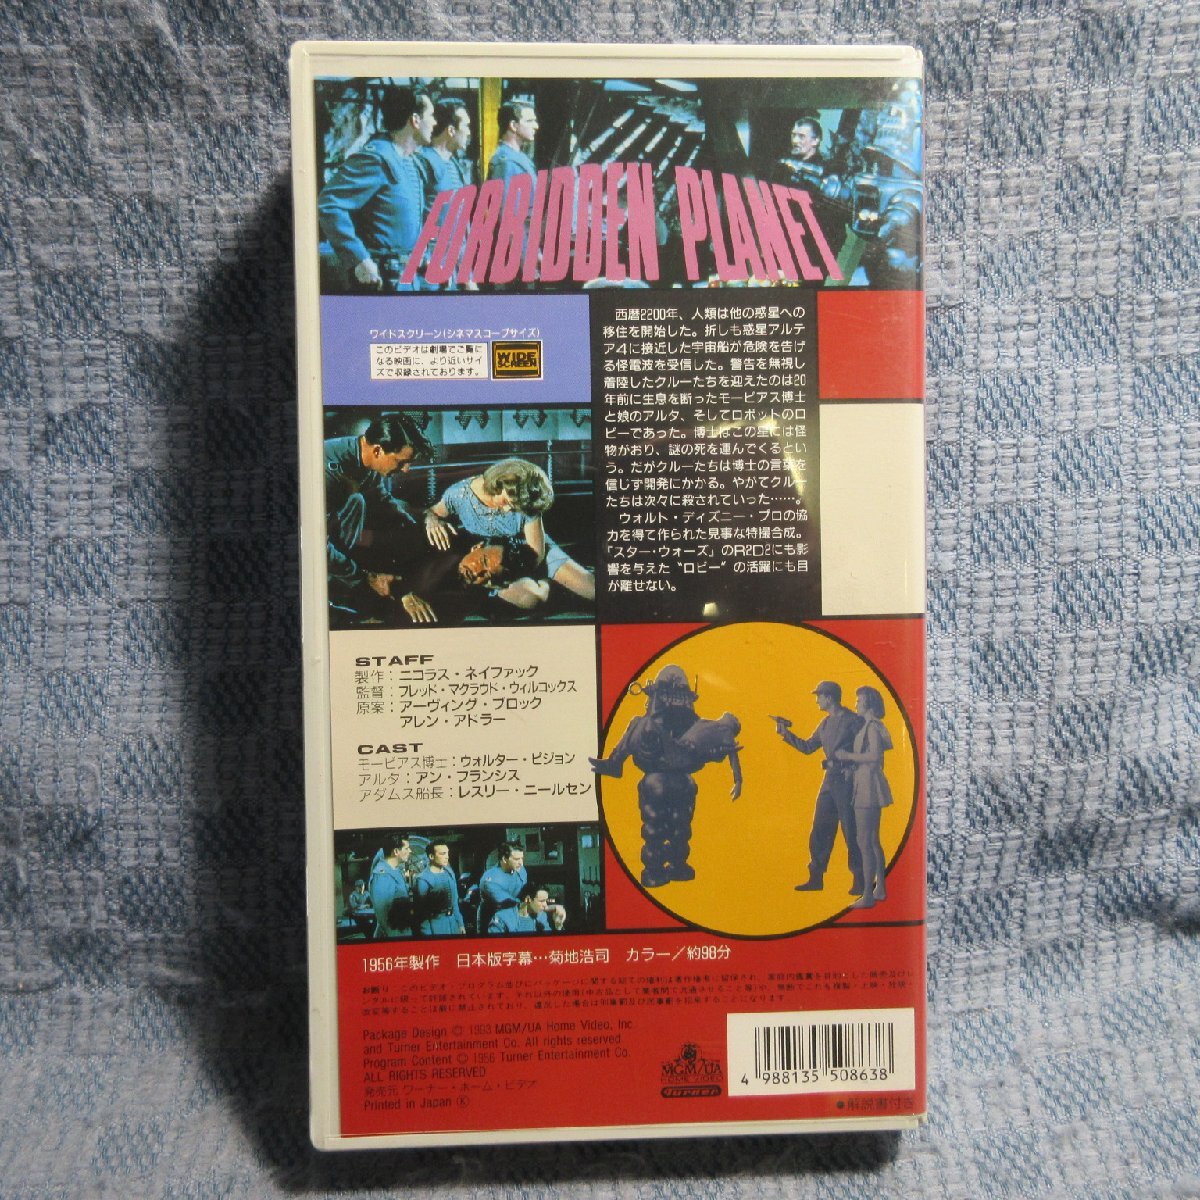 FORBIDDEN PLANET
ワイドスクリーン(シネマスコープサイズ)
このビデオは劇場でご覧に
なる映画に、より近いサイ
ズで収録されております。
WIDE
SCREEN
西暦2200年、人類は他の惑星への
移住を開始した。折しも惑星アルテ
ア4に接近した宇宙船が危険を告げ
る怪電波を受信した。警告を無視し
着陸したクルーたちを迎えたのは20
年前に生息を断ったモービアス博士
と娘のアルタ、そしてロボットのロ
ビーであった。博士はこの星には怪
物がおり、謎の死を運んでくるとい
う。だがクルーたちは博士の言葉を
信じず開発にかかる。やがてクルー
たちは次々に殺されていった……。
ウォルト・ディズニー・プロの協
力を得て作られた見事な特撮合成。
「スター・ウォーズ」のR2D2にも影
響を与えた“ロビー”の活躍にも目
が離せない。
STAFF
製作：ニコラス・ネイファック
監督：フレッド・マクラウド・ウィルコックス
原案：アーヴィング・ブロック
アレン・アドラー
CAST
モービアス博士：ウォルター・ピジョン
アルタ：アン・フランシス
アダムス船長：レスリー・ニールセン
1956年製作 日本版字幕…菊地浩司 カラー／約98分
Package Design © 1993 MGM/UA Home Video, Inc.
and Turner Entertainment Co. All rights reserved.
Program Content © 1956 Turner Entertainment Co.
ALL RIGHTS RESERVED
発売元 ワーナー・ホーム・ビデオ
Printed in Japan Ⓚ
MGM/UA
HOME VIDEO
Turner
4 988135 508638
●解説書付き